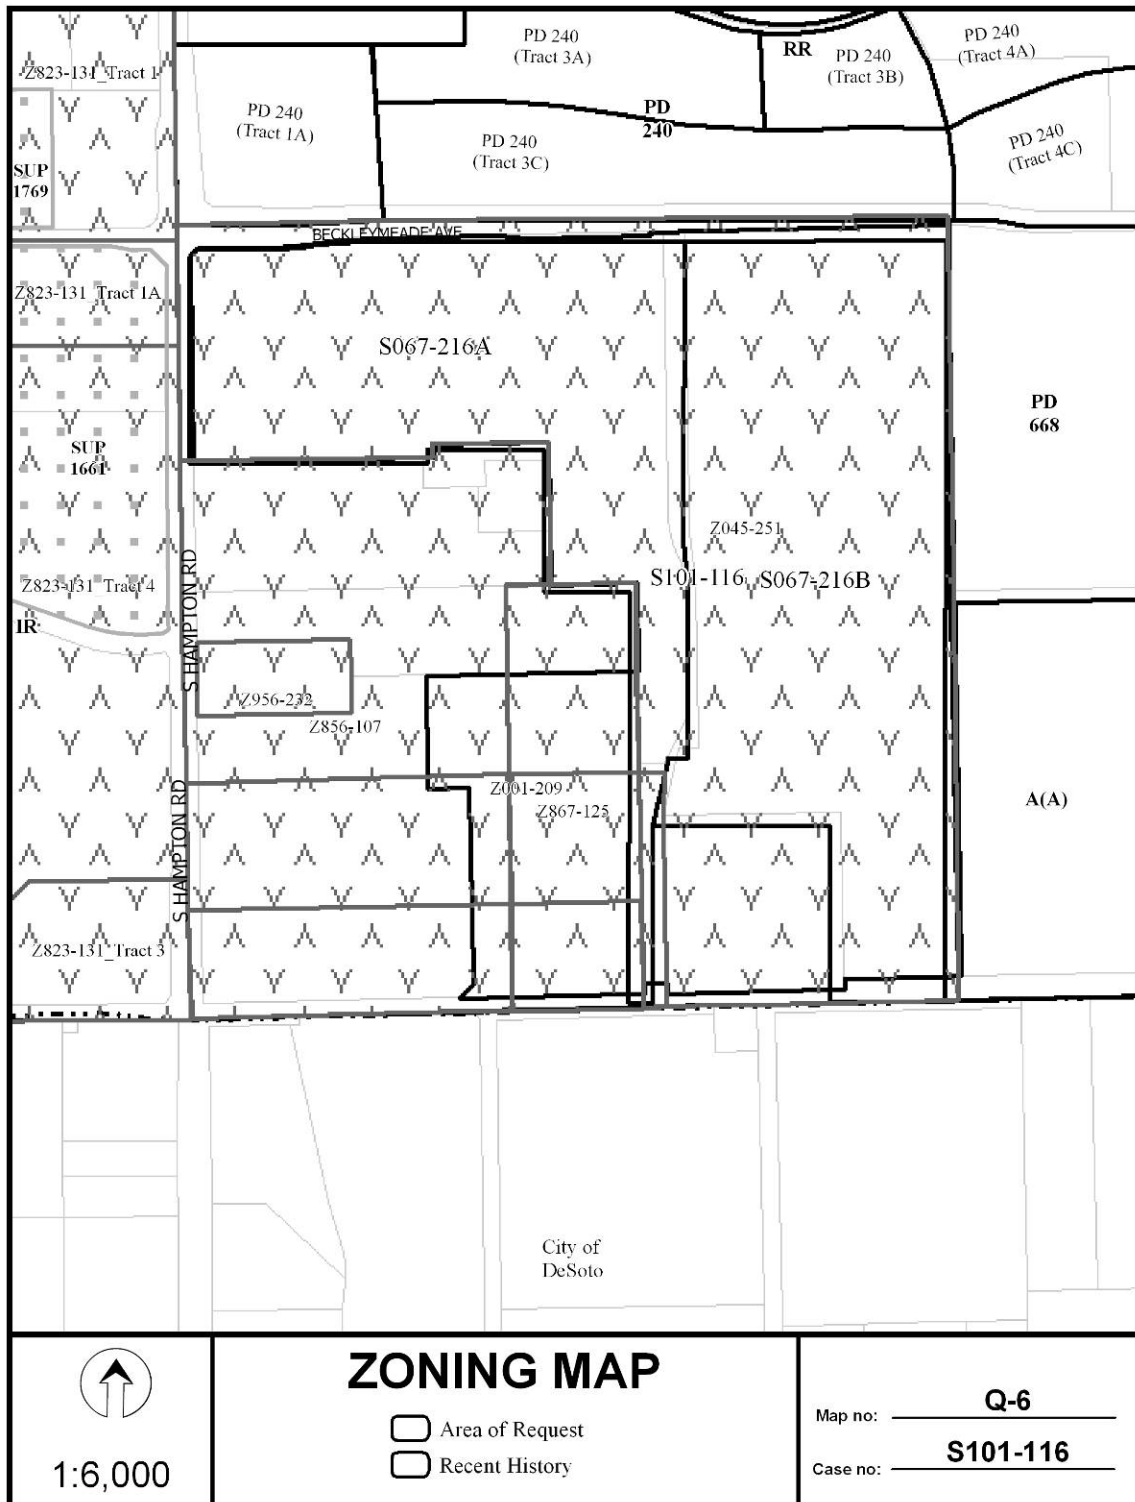 PD 240
(Tract 3A)
RR
PD 240
(Tract 3B)
PD 240
(Tract 4A)
Z823-131_Tract 1
PD 240
(Tract 1A)
PD
240
PD 240
(Tract 3C)
PD 240
(Tract 4C)
SUP
1769
BECKLEYMEADE AVE
Z823-131_Tract 1A
S067-216A
PD
668
SUP
1661
Z045-251
S101-116
S067-216B
Z823-131_Tract 4
IR
S HAMPTON RD
Z956-232
Z856-107
Z001-209
Z867-125
A(A)
S HAMPTON RD
Z823-131_Tract 3
City of
DeSoto
ZONING MAP
Area of Request
Recent History
1:6,000
Map no: Q-6
Case no: S101-116